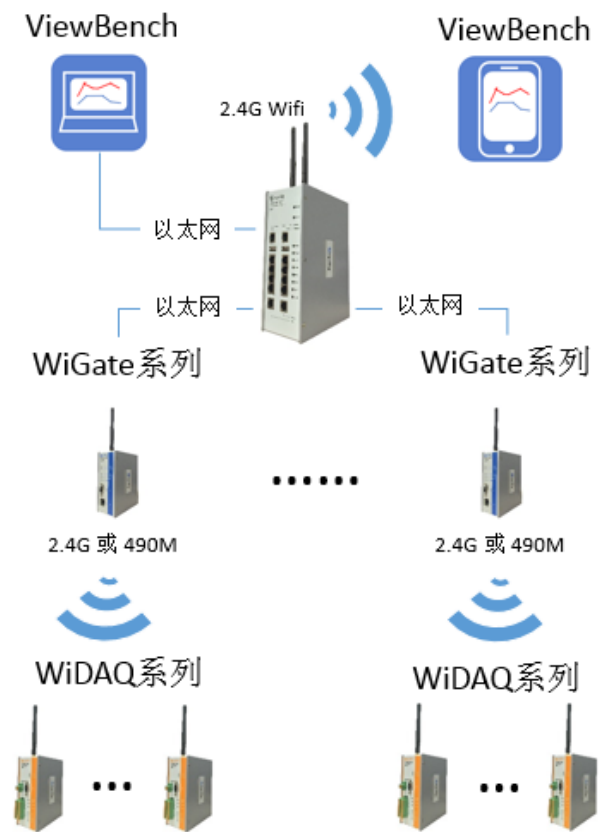 ViewBench
ViewBench
2.4G Wifi
以太网
以太网
以太网
WiGate系列
WiGate系列
2.4G 或 490M
2.4G 或 490M
WiDAQ系列
WiDAQ系列